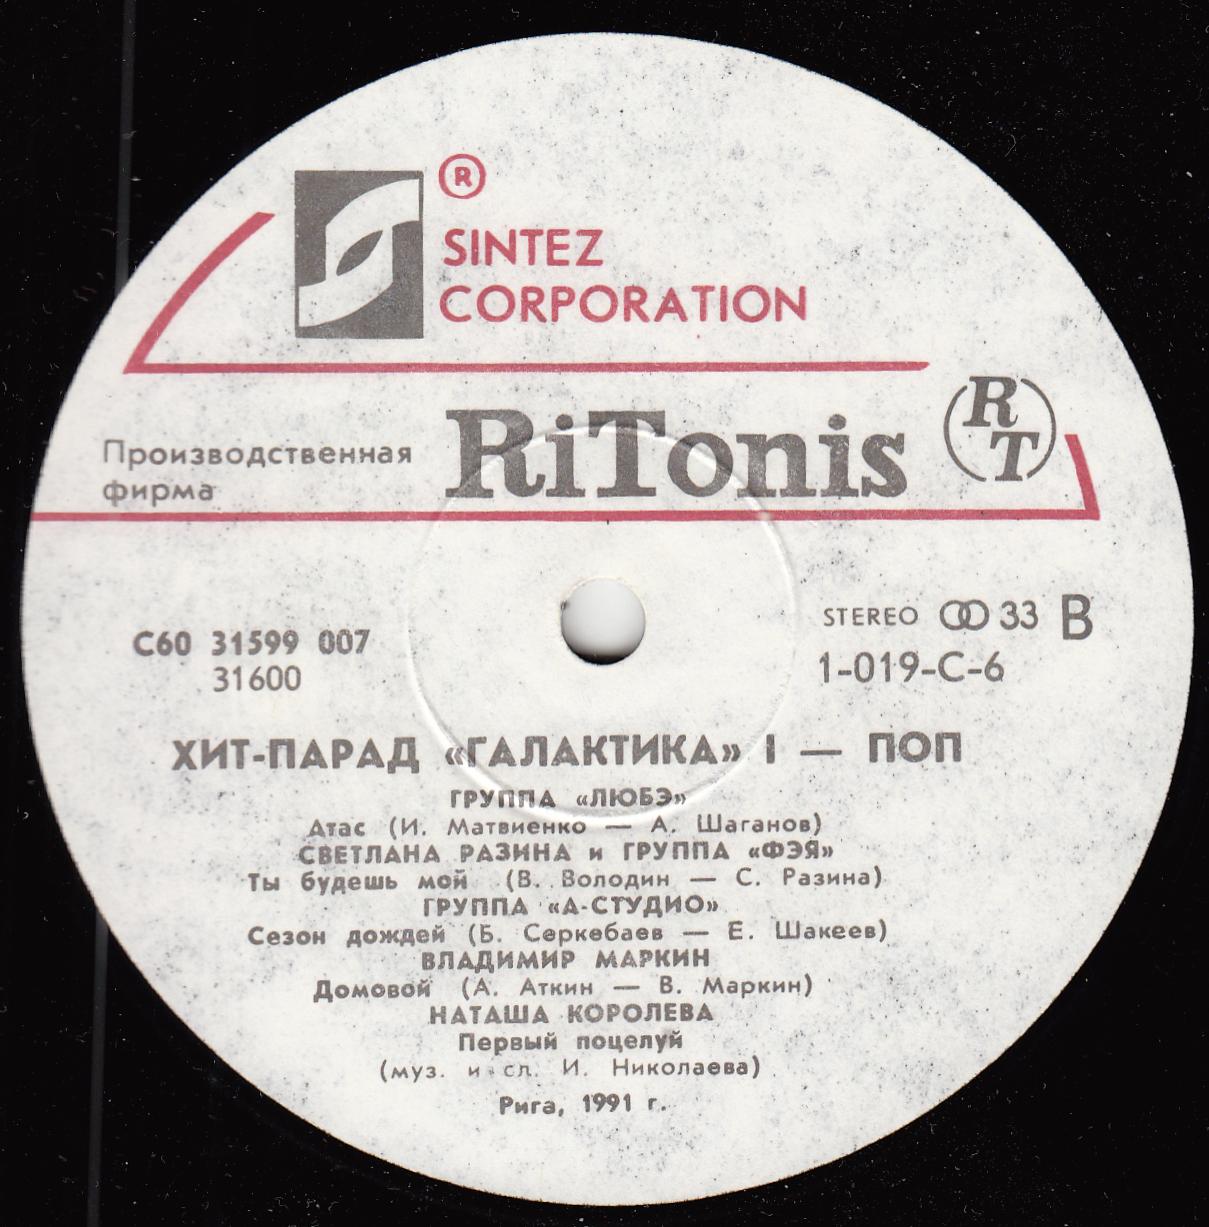 ®
SINTEZ
CORPORATION
Производственная
фирма
RiTonis
RT
С60 31599 007
31600
STEREO 33 B
1-019-С-6
ХИТ-ПАРАД «ГАЛАКТИКА» I — ПОП
ГРУППА «ЛЮБЭ»
Атас (И. Матвиенко — А. Шаганов)
СВЕТЛАНА РАЗИНА и ГРУППА «ФЭЯ»
Ты будешь мой (В. Володин — С. Разина)
ГРУППА «А-СТУДИО»
Сезон дождей (Б. Серкебаев — Е. Шакеев)
ВЛАДИМИР МАРКИН
Домовой (А. Аткин — В. Маркин)
НАТАША КОРОЛЕВА
Первый поцелуй
(муз. и сл. И. Николаева)
Рига, 1991 г.